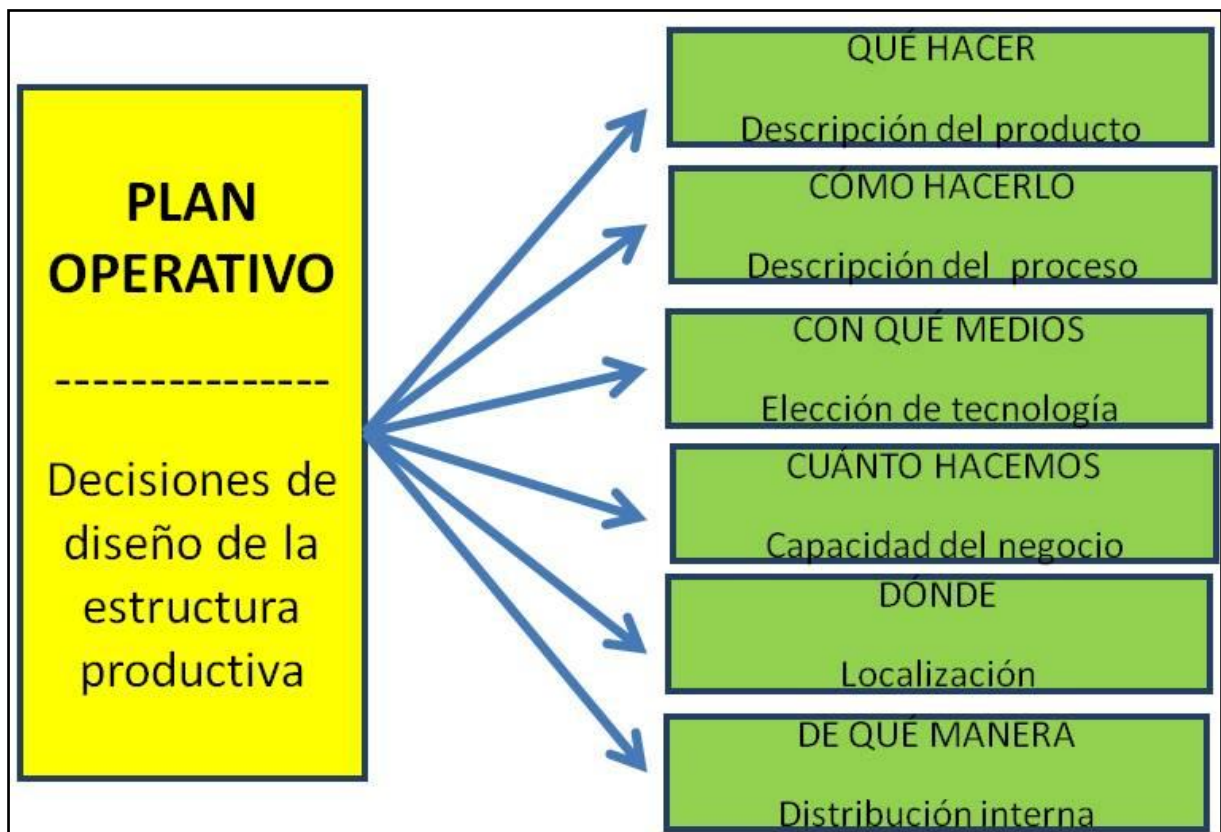 PLAN
OPERATIVO
---------------
Decisiones de
diseño de la
estructura
productiva
QUÉ HACER
Descripción del producto
CÓMO HACERLO
Descripción del proceso
CON QUÉ MEDIOS
Elección de tecnología
CUÁNTO HACEMOS
Capacidad del negocio
DÓNDE
Localización
DE QUÉ MANERA
Distribución interna